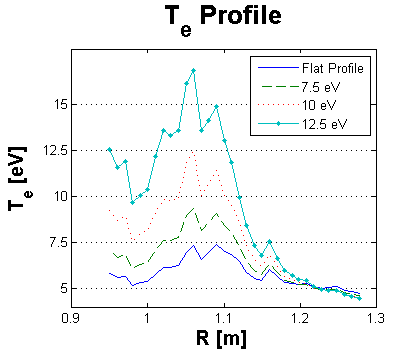 Te Profile
Flat Profile
7.5 eV
10 eV
12.5 eV
Te [eV]
15
12.5
10
7.5
5
0.9 1 1.1 1.2 1.3
R [m]